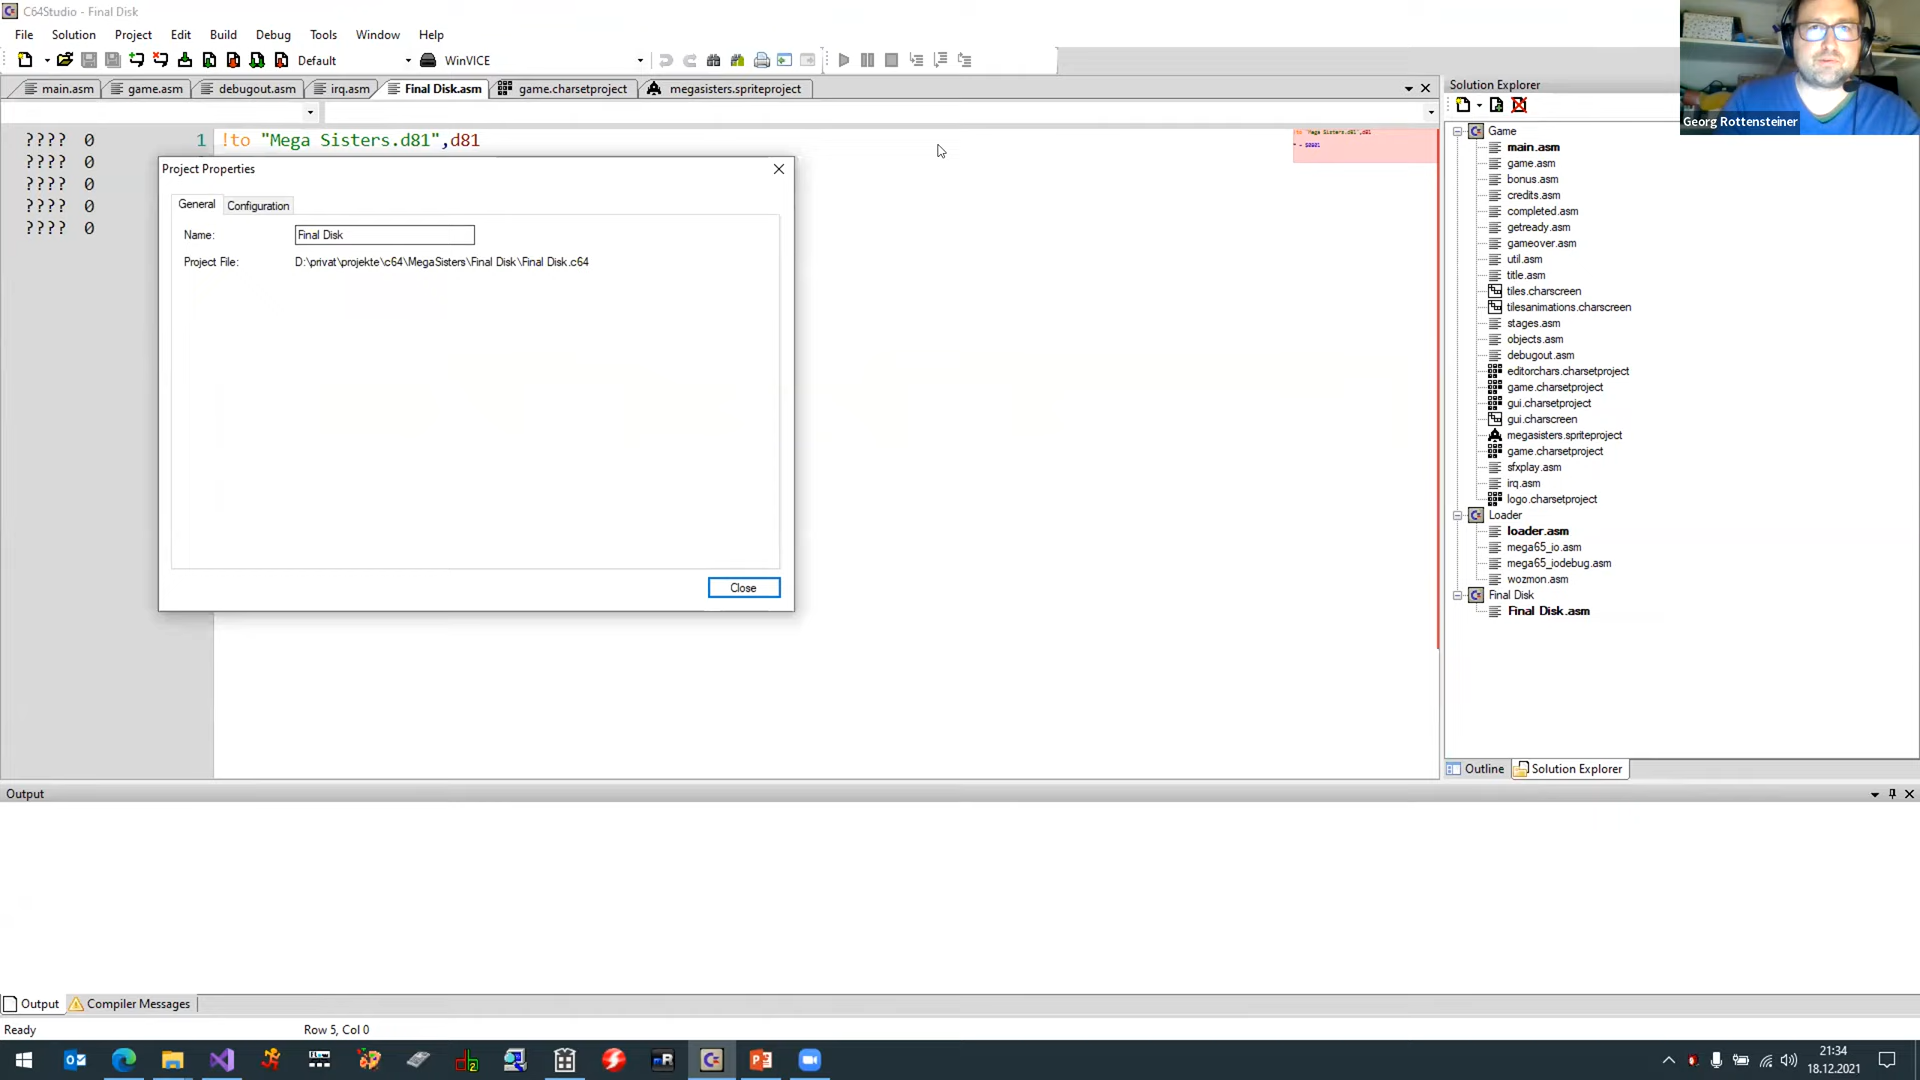 C64Studio - Final Disk
File Solution Project Edit Build Debug Tools Window Help
Default WinVICE
main.asm game.asm debugout.asm irq.asm Final Disk.asm game.charsetproject megasisters.spriteproject
???? 0 1 !to "Mega Sisters.d81",d81
???? 0
???? 0
???? 0
???? 0
Project Properties
General Configuration
Name: Final Disk
Project File: D:\privat\projekte\c64\MegaSisters\Final Disk\Final Disk.c64
Close
Solution Explorer
Game
main.asm
game.asm
bonus.asm
credits.asm
completed.asm
getready.asm
gameover.asm
util.asm
title.asm
tiles.charscreen
tilesanimations.charscreen
stages.asm
objects.asm
debugout.asm
editorchars.charsetproject
game.charsetproject
gui.charsetproject
gui.charscreen
megasisters.spriteproject
game.charsetproject
sfxplay.asm
irq.asm
logo.charsetproject
Loader
loader.asm
mega65_io.asm
mega65_iodebug.asm
wozmon.asm
Final Disk
Final Disk.asm
Outline Solution Explorer
Georg Rottensteiner
Output
Output Compiler Messages
Ready Row 5, Col 0
21:34
18.12.2021